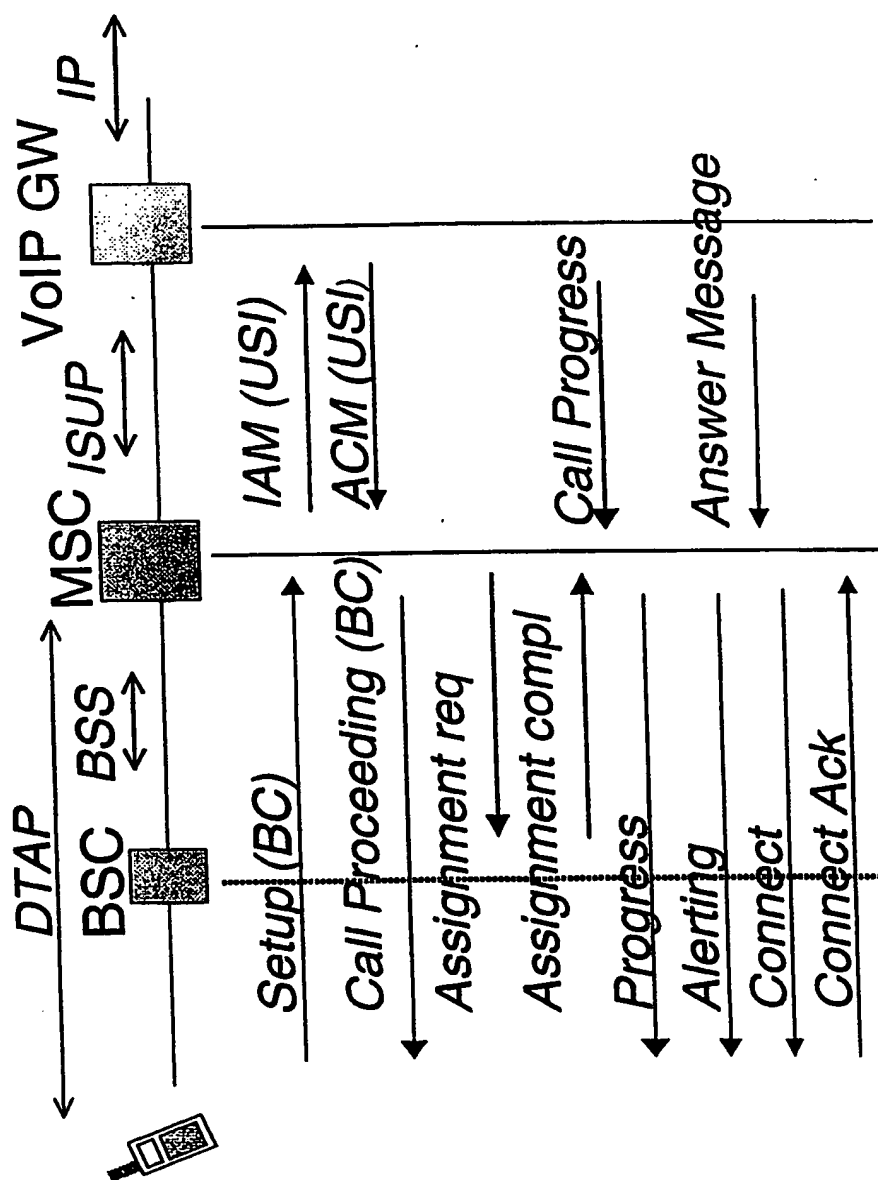 DTAP
BSC
BSS
MSC
ISUP
VoIP GW
IP
Setup (BC)
IAM (USI)
Call Proceeding (BC)
ACM (USI)
Assignment req
Assignment compl
Call Progress
Progress
Alerting
Answer Message
Connect
Connect Ack